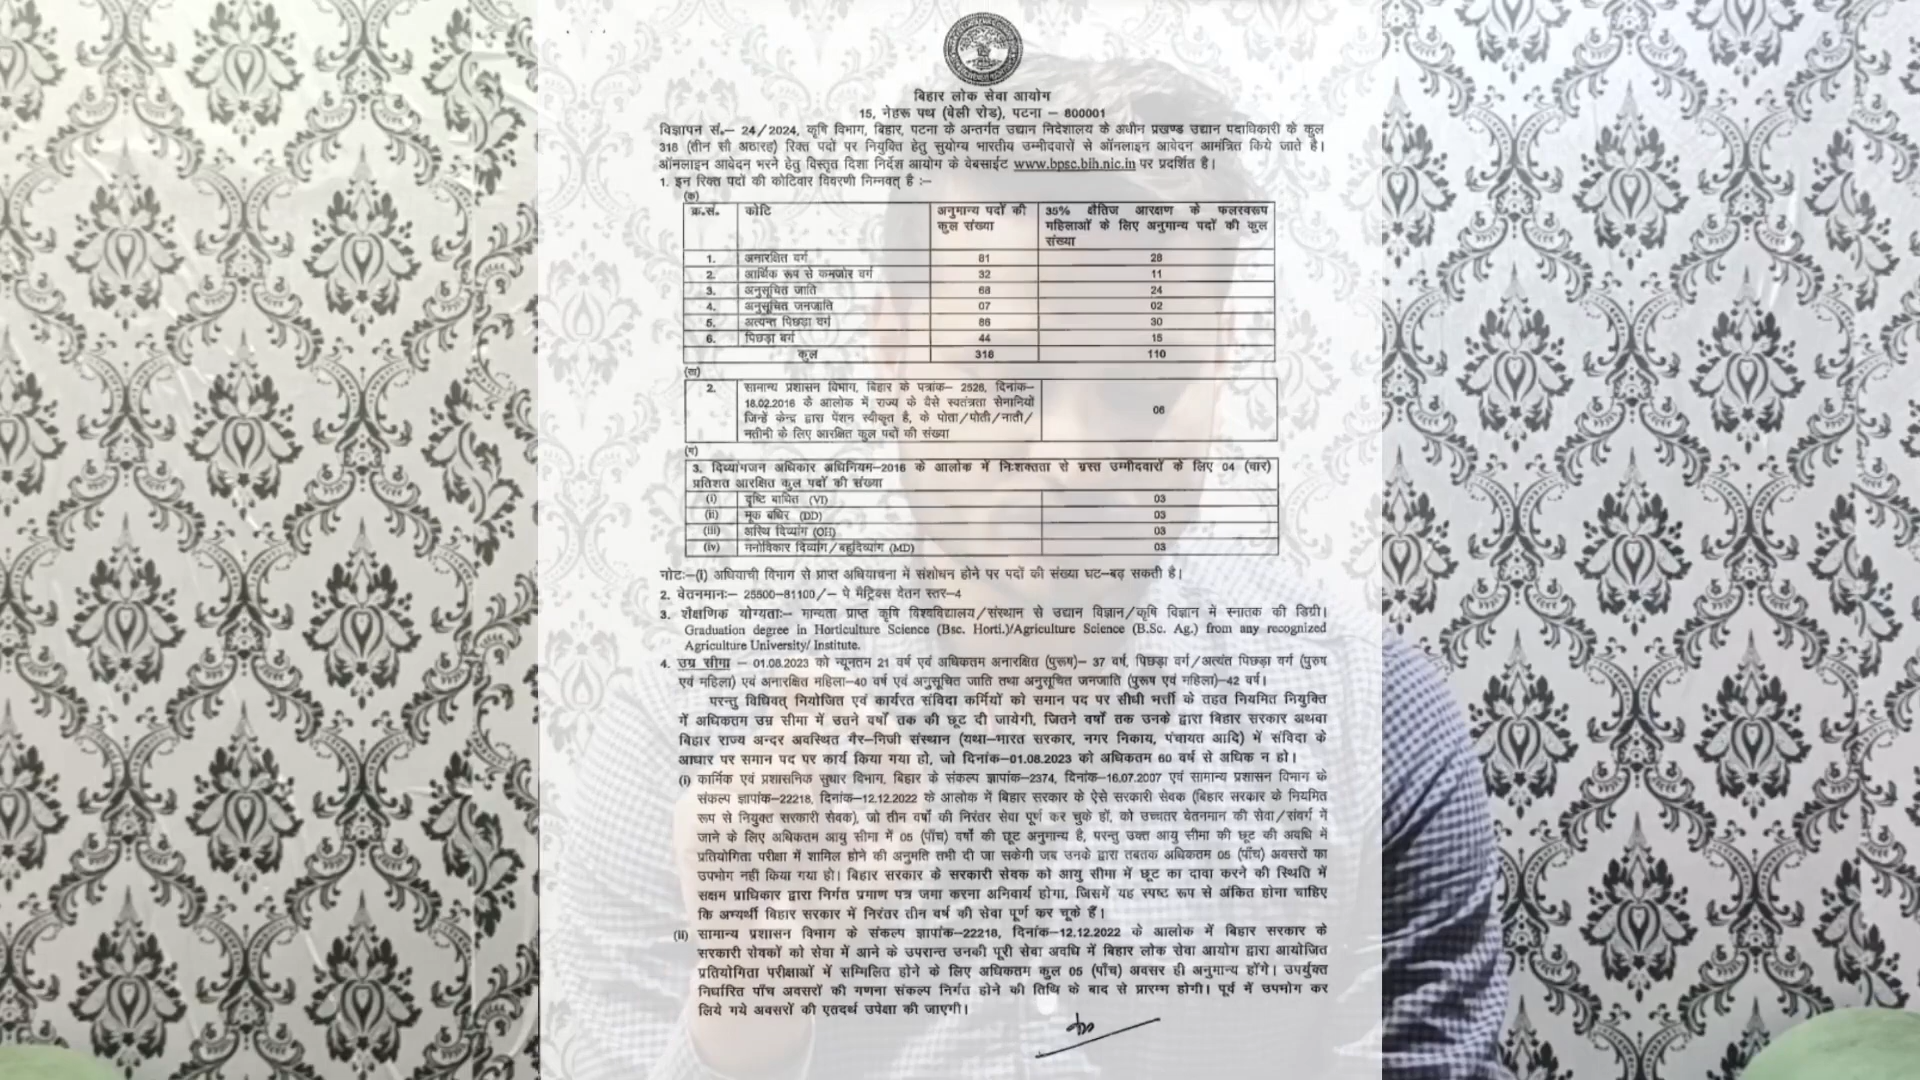 बिहार लोक सेवा आयोग
15, नेहरू पथ (बेली रोड), पटना – 800001
विज्ञापन सं.– 24/2024, कृषि विभाग, बिहार, पटना के अन्तर्गत उद्यान निदेशालय के अधीन प्रखण्ड उद्यान पदाधिकारी के कुल
318 (तीन सौ अठारह) रिक्त पदों पर नियुक्ति हेतु सुयोग्य भारतीय उम्मीदवारों से ऑनलाइन आवेदन आमंत्रित किये जाते है।
ऑनलाइन आवेदन भरने हेतु विस्तृत दिशा निर्देश आयोग के वेबसाईट www.bpsc.bih.nic.in पर प्रदर्शित है।
1. इन रिक्त पदों की कोटिवार विवरणी निम्नवत् है :–
(क)
क्र.सं. कोटि अनुमान्य पदों की कुल संख्या 35% क्षैतिज आरक्षण के फलस्वरूप महिलाओं के लिए अनुमान्य पदों की कुल संख्या
1. अनारक्षित वर्ग 81 28
2. आर्थिक रूप से कमजोर वर्ग 32 11
3. अनुसूचित जाति 68 24
4. अनुसूचित जनजाति 07 02
5. अत्यन्त पिछड़ा वर्ग 86 30
6. पिछड़ा वर्ग 44 15
कुल 318 110
(ख)
2. सामान्य प्रशासन विभाग, बिहार के पत्रांक– 2526, दिनांक–
18.02.2016 के आलोक में राज्य के वैसे स्वतंत्रता सेनानियों
जिन्हें केन्द्र द्वारा पेंशन स्वीकृत है, के पोता/पोती/नाती/
नतीनी के लिए आरक्षित कुल पदों की संख्या 06
(ग)
3. दिव्यांगजन अधिकार अधिनियम–2016 के आलोक में निःशक्तता से ग्रस्त उम्मीदवारों के लिए 04 (चार)
प्रतिशत आरक्षित कुल पदों की संख्या
(i) दृष्टि बाधित (VI) 03
(ii) मूक बधिर (DD) 03
(iii) अस्थि दिव्यांग (OH) 03
(iv) मनोविकार दिव्यांग/बहुदिव्यांग (MD) 03
नोटः–(i) अधियाची विभाग से प्राप्त अधियाचना में संशोधन होने पर पदों की संख्या घट–बढ़ सकती है।
2. वेतनमानः– 25500–81100/– पे मैट्रिक्स वेतन स्तर–4
3. शैक्षणिक योग्यताः– मान्यता प्राप्त कृषि विश्वविद्यालय/संस्थान से उद्यान विज्ञान/कृषि विज्ञान में स्नातक की डिग्री।
Graduation degree in Horticulture Science (Bsc. Horti.)/Agriculture Science (B.Sc. Ag.) from any recognized
Agriculture University/ Institute.
4. उम्र सीमा – 01.08.2023 को न्यूनतम 21 वर्ष एवं अधिकतम अनारक्षित (पुरूष)– 37 वर्ष, पिछड़ा वर्ग/अत्यंत पिछड़ा वर्ग (पुरुष
एवं महिला) एवं अनारक्षित महिला–40 वर्ष एवं अनुसूचित जाति तथा अनुसूचित जनजाति (पुरूष एवं महिला)–42 वर्ष।
परन्तु विधिवत् नियोजित एवं कार्यरत संविदा कर्मियों को समान पद पर सीधी भर्ती के तहत नियमित नियुक्ति
में अधिकतम उम्र सीमा में उतने वर्षों तक की छूट दी जायेगी, जितने वर्षों तक उनके द्वारा बिहार सरकार अथवा
बिहार राज्य अन्दर अवस्थित गैर–निजी संस्थान (यथा–भारत सरकार, नगर निकाय, पंचायत आदि) में संविदा के
आधार पर समान पद पर कार्य किया गया हो, जो दिनांक–01.08.2023 को अधिकतम 60 वर्ष से अधिक न हो।
(i) कार्मिक एवं प्रशासनिक सुधार विभाग, बिहार के संकल्प ज्ञापांक–2374, दिनांक–16.07.2007 एवं सामान्य प्रशासन विभाग के
संकल्प ज्ञापांक–22218, दिनांक–12.12.2022 के आलोक में बिहार सरकार के ऐसे सरकारी सेवक (बिहार सरकार के नियमित
रूप से नियुक्त सरकारी सेवक), जो तीन वर्षों की निरंतर सेवा पूर्ण कर चुके हों, को उच्चतर वेतनमान की सेवा/संवर्ग में
जाने के लिए अधिकतम आयु सीमा में 05 (पाँच) वर्षों की छूट अनुमान्य है, परन्तु उक्त आयु सीमा की छूट की अवधि में
प्रतियोगिता परीक्षा में शामिल होने की अनुमति तभी दी जा सकेगी जब उनके द्वारा तबतक अधिकतम 05 (पाँच) अवसरों का
उपभोग नहीं किया गया हो। बिहार सरकार के सरकारी सेवक को आयु सीमा में छूट का दावा करने की स्थिति में
सक्षम प्राधिकार द्वारा निर्गत प्रमाण पत्र जमा करना अनिवार्य होगा, जिसमें यह स्पष्ट रूप से अंकित होना चाहिए
कि अभ्यर्थी बिहार सरकार में निरंतर तीन वर्ष की सेवा पूर्ण कर चूके हैं।
(ii) सामान्य प्रशासन विभाग के संकल्प ज्ञापांक–22218, दिनांक–12.12.2022 के आलोक में बिहार सरकार के
सरकारी सेवकों को सेवा में आने के उपरान्त उनकी पूरी सेवा अवधि में बिहार लोक सेवा आयोग द्वारा आयोजित
प्रतियोगिता परीक्षाओं में सम्मिलित होने के लिए अधिकतम कुल 05 (पाँच) अवसर ही अनुमान्य होंगे। उपर्युक्त
निर्धारित पाँच अवसरों की गणना संकल्प निर्गत होने की तिथि के बाद से प्रारम्भ होगी। पूर्व में उपभोग कर
लिये गये अवसरों की एतदर्थ उपेक्षा की जाएगी।